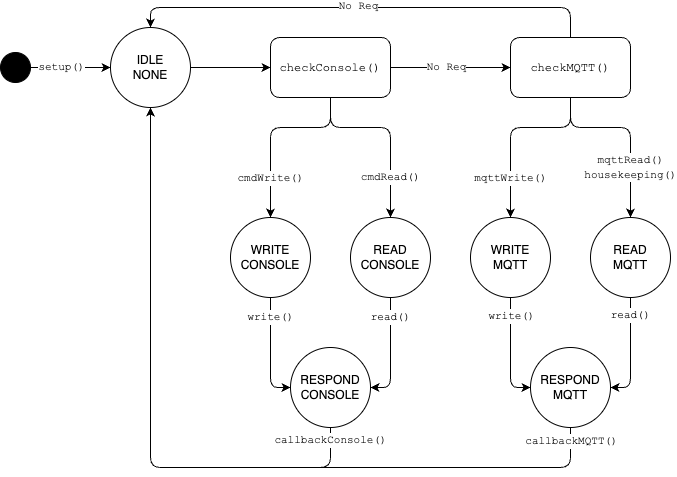 No Req
setup()
IDLE
NONE
checkConsole()
No Req
checkMQTT()
cmdWrite()
cmdRead()
mqttWrite()
mqttRead()
housekeeping()
WRITE
CONSOLE
READ
CONSOLE
WRITE
MQTT
READ
MQTT
write()
read()
write()
read()
RESPOND
CONSOLE
RESPOND
MQTT
callbackConsole()
callbackMQTT()